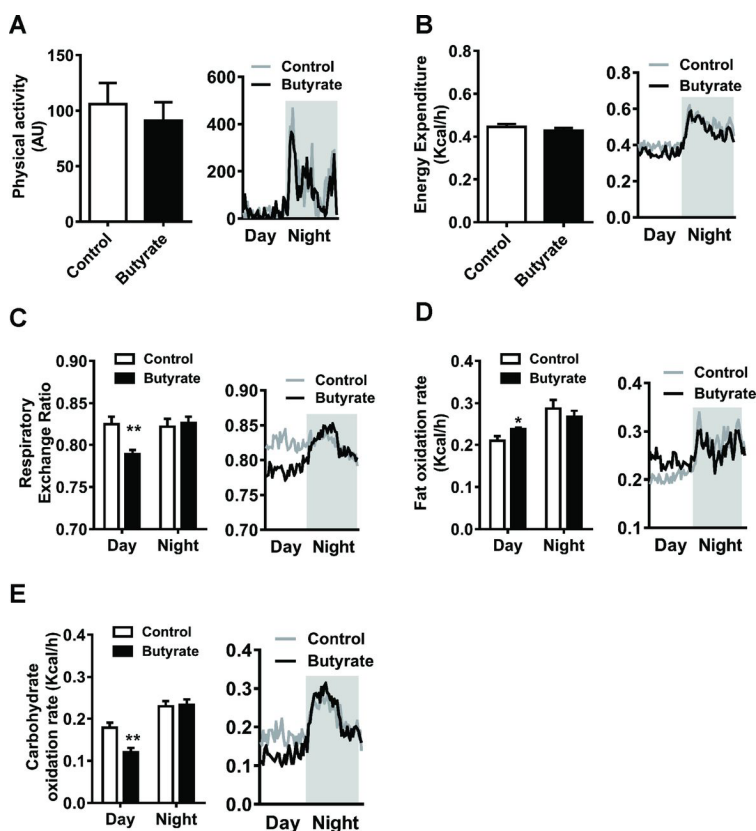 A
Physical activity
(AU)
150
100
50
0
Control
Butyrate
Control
Butyrate
600
400
200
0
Day Night
B
Energy Expenditure
(Kcal/h)
0.8
0.6
0.4
0.2
0.0
Control
Butyrate
Control
Butyrate
0.8
0.6
0.4
0.2
0.0
Day Night
C
Respiratory
Exchange Ratio
0.90
0.85
0.80
0.75
0.70
Control
Butyrate
**
Day Night
Control
Butyrate
0.90
0.85
0.80
0.75
0.70
Day Night
D
Fat oxidation rate
(Kcal/h)
0.4
0.3
0.2
0.1
0.0
Control
Butyrate
*
Day Night
Control
Butyrate
0.4
0.3
0.2
0.1
Day Night
E
Carbohydrate
oxidation rate (Kcal/h)
0.4
0.3
0.2
0.1
0.0
Control
Butyrate
**
Day Night
Control
Butyrate
0.4
0.3
0.2
0.1
0.0
Day Night